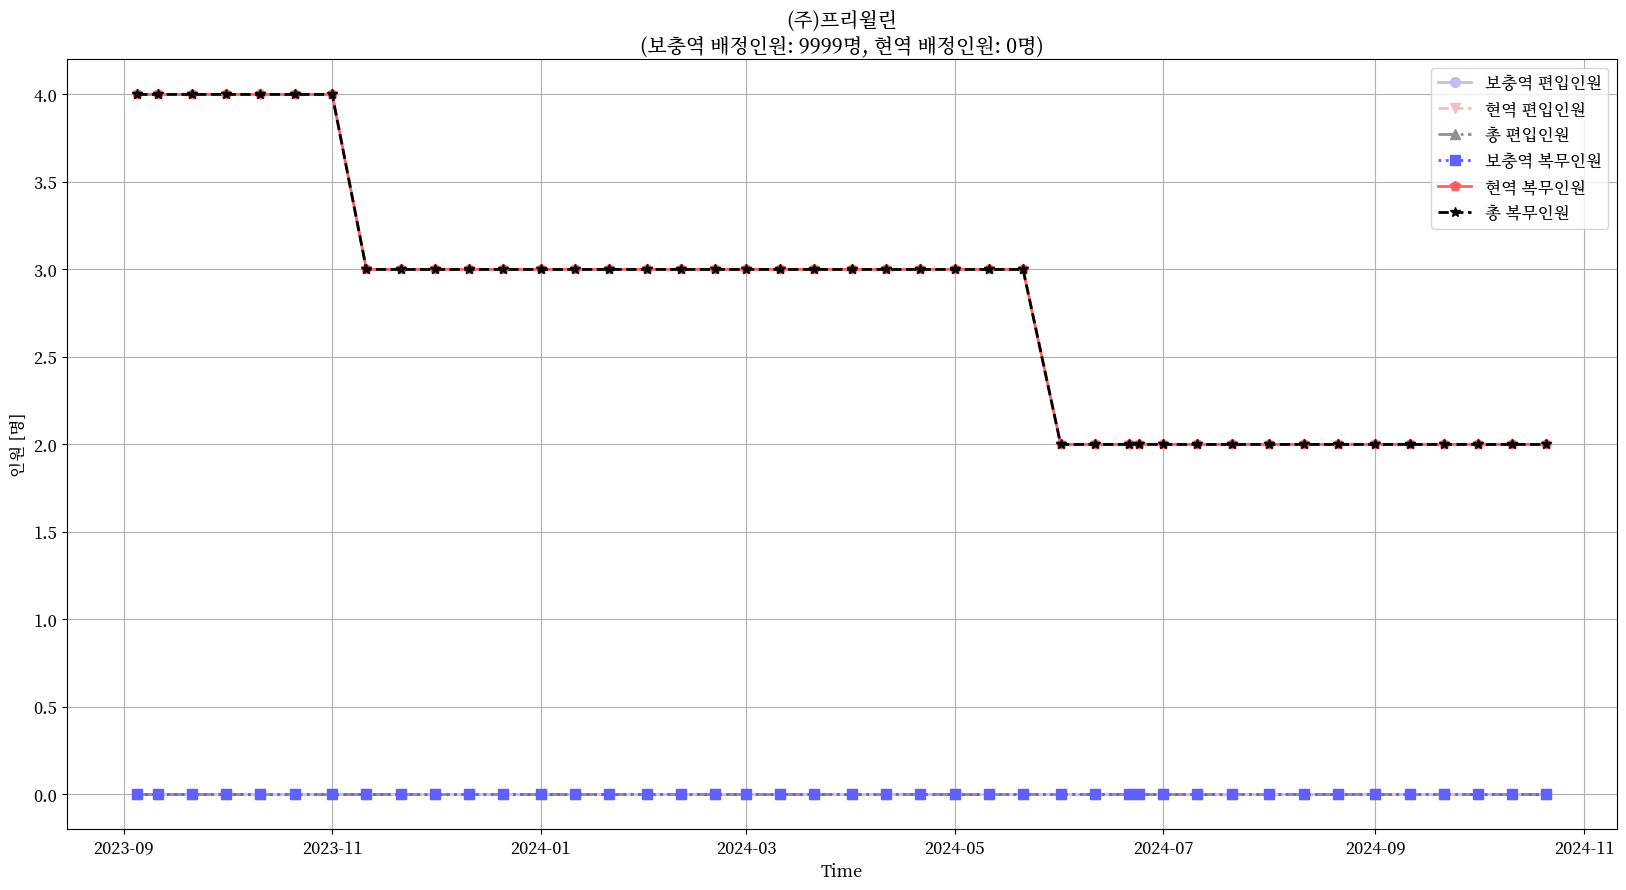 (주)프리윌린
(보충역 배정인원: 9999명, 현역 배정인원: 0명)
보충역 편입인원
현역 편입인원
총 편입인원
보충역 복무인원
현역 복무인원
총 복무인원
인원 [명]
4.0
3.5
3.0
2.5
2.0
1.5
1.0
0.5
0.0
2023-09 2023-11 2024-01 2024-03 2024-05 2024-07 2024-09 2024-11
Time